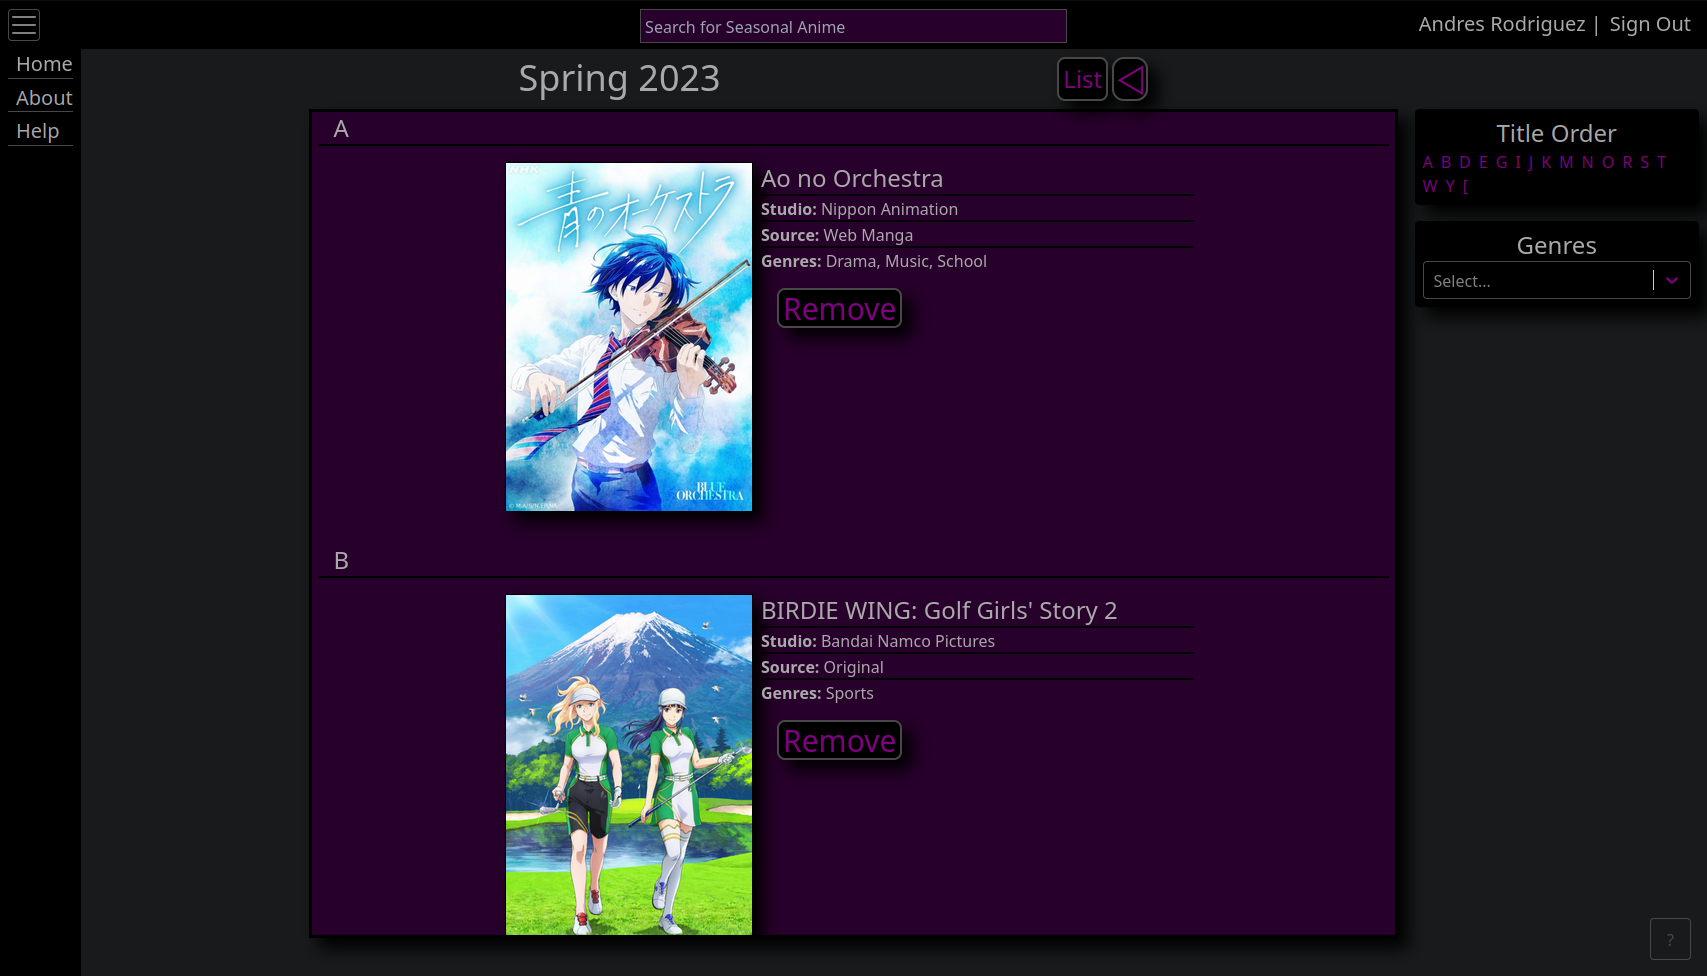 Search for Seasonal Anime
Andres Rodriguez | Sign Out
Home
About
Help
Spring 2023
List
A
NHK
青のオーケストラ
BLUE
ORCHESTRA
Ao no Orchestra
Studio: Nippon Animation
Source: Web Manga
Genres: Drama, Music, School
Remove
B
BIRDIE WING: Golf Girls' Story 2
Studio: Bandai Namco Pictures
Source: Original
Genres: Sports
Remove
Title Order
A B D E G I J K M N O R S T
W Y [
Genres
Select...
?